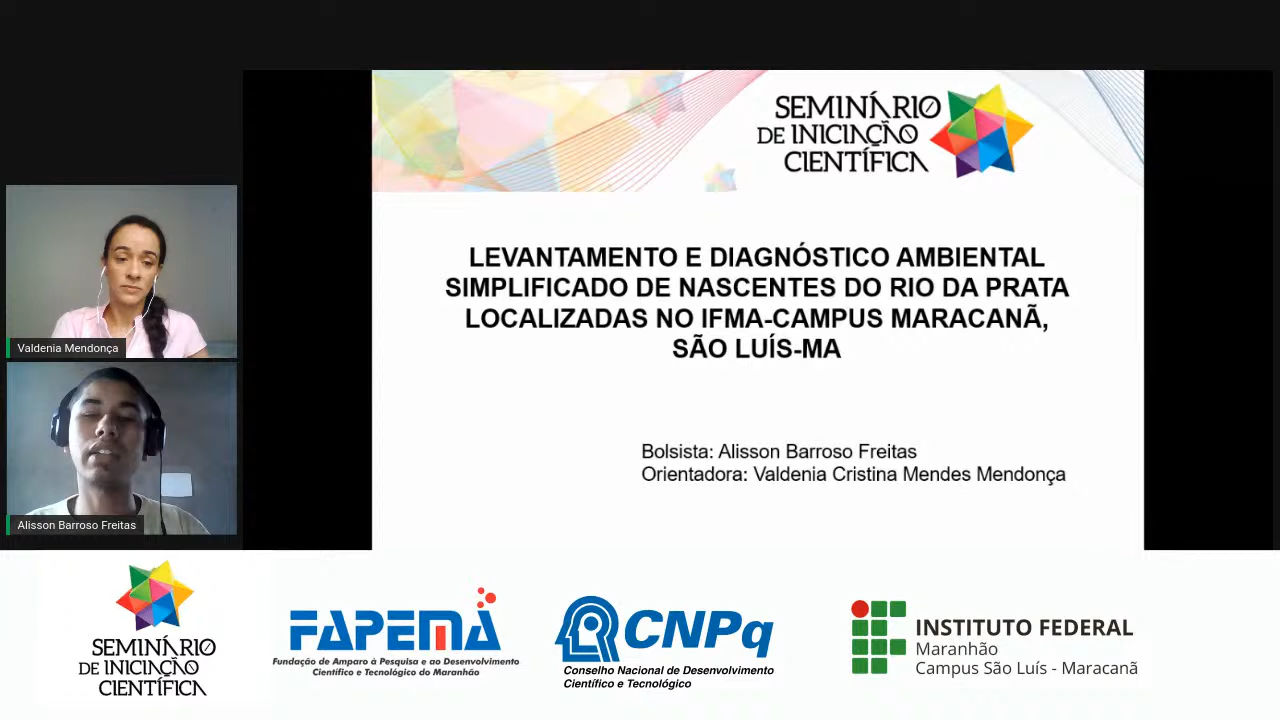 SEMINÁRIO
DE INICIAÇÃO
CIENTÍFICA
LEVANTAMENTO E DIAGNÓSTICO AMBIENTAL
SIMPLIFICADO DE NASCENTES DO RIO DA PRATA
LOCALIZADAS NO IFMA-CAMPUS MARACANÃ,
SÃO LUÍS-MA
Bolsista: Alisson Barroso Freitas
Orientadora: Valdenia Cristina Mendes Mendonça
Valdenia Mendonça
Alisson Barroso Freitas
SEMINÁRIO
DE INICIAÇÃO
CIENTÍFICA
FAPEMA
Fundação de Amparo à Pesquisa e ao Desenvolvimento
Científico e Tecnológico do Maranhão
CNPq
Conselho Nacional de Desenvolvimento
Científico e Tecnológico
INSTITUTO FEDERAL
Maranhão
Campus São Luís - Maracanã